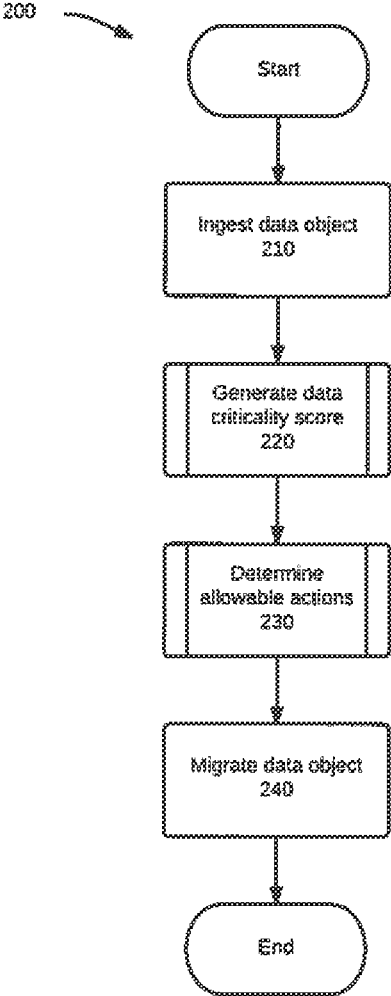 200
Start
Ingest data object
210
Generate data
criticality score
220
Determine
allowable actions
230
Migrate data object
240
End